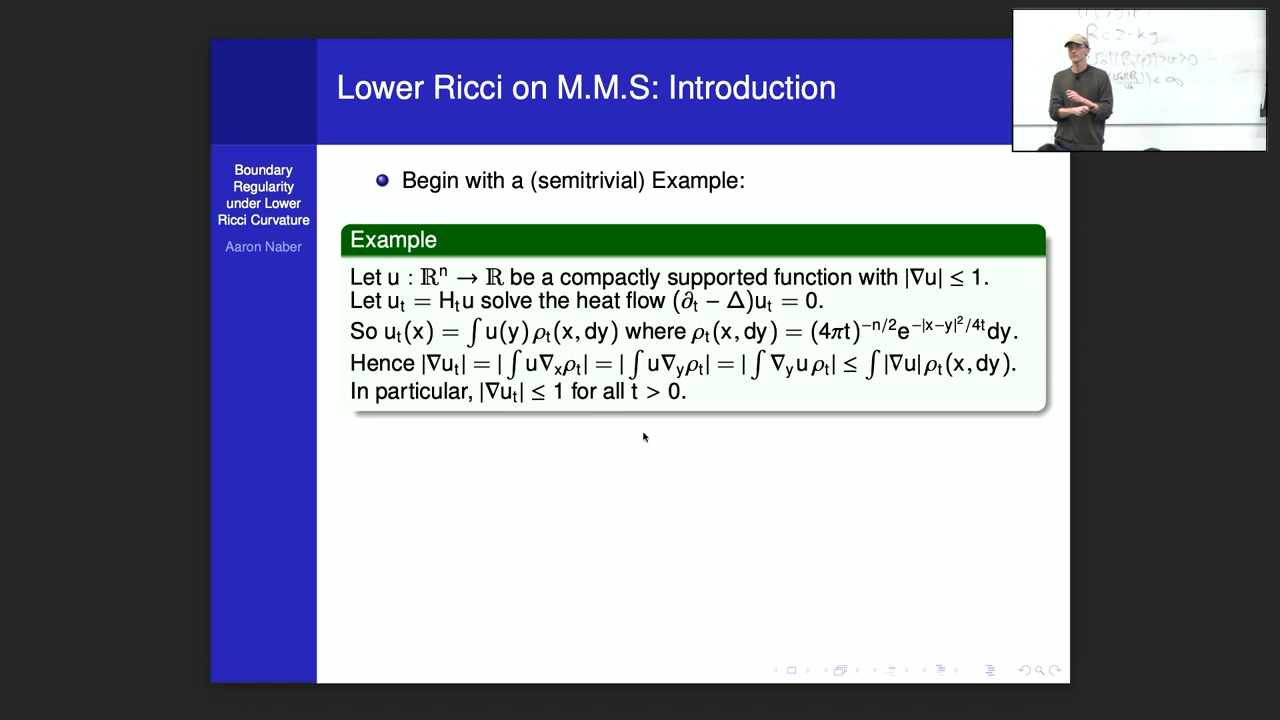 Lower Ricci on M.M.S: Introduction
Boundary
Regularity
under Lower
Ricci Curvature
Aaron Naber
Begin with a (semitrivial) Example:
Example
Let u : ℝⁿ → ℝ be a compactly supported function with |∇u| ≤ 1.
Let uₜ = Hₜu solve the heat flow (∂ₜ − Δ)uₜ = 0.
So uₜ(x) = ∫ u(y)ρₜ(x, dy) where ρₜ(x, dy) = (4πt)^{−n/2}e^{−|x−y|²/4t}dy.
Hence |∇uₜ| = |∫ u∇ₓρₜ| = |∫ u∇_yρₜ| = |∫ ∇_yu ρₜ| ≤ ∫ |∇u|ρₜ(x, dy).
In particular, |∇uₜ| ≤ 1 for all t > 0.